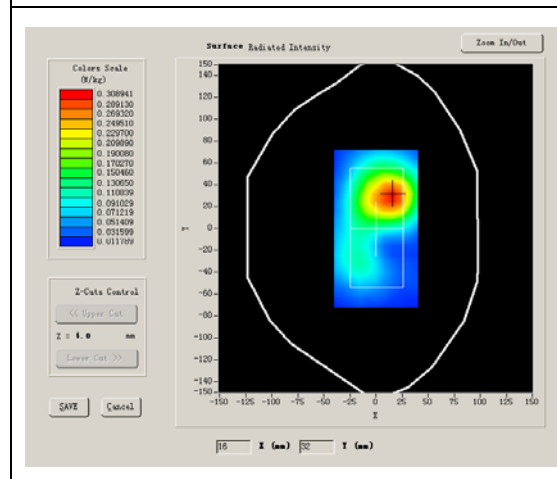 Surface Radiated Intensity
Zoom In/Out
Colors Scale
(W/kg)
0.308941
0.289130
0.269320
0.249510
0.229700
0.209890
0.190080
0.170270
0.150460
0.130650
0.110839
0.091029
0.071219
0.051409
0.031599
0.011789
150
140
120
100
80
60
40
20
0
-20
-40
-60
-80
-100
-120
-140
-150
Y
-150 -125 -100 -75 -50 -25 0 25 50 75 100 125 150
X
Z-Cuts Control
<< Upper Cut
Z = 4.0 mm
Lower Cut >>
SAVE Cancel
16 X (mm) 32 Y (mm)